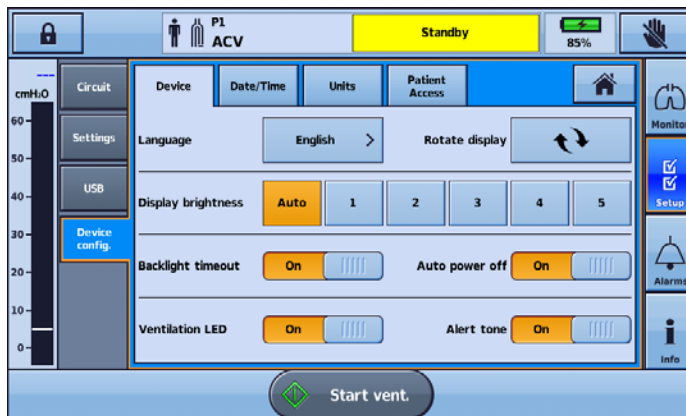 P1
ACV
Standby
85%
---
cmH₂O
60
50
40
30
20
10
0
Circuit
Settings
USB
Device
config.
Device
Date/Time
Units
Patient
Access
Language
English >
Rotate display
Display brightness
Auto
1
2
3
4
5
Backlight timeout
On
Auto power off
On
Ventilation LED
On
Alert tone
On
Monitor
Setup
Alarms
Info
Start vent.